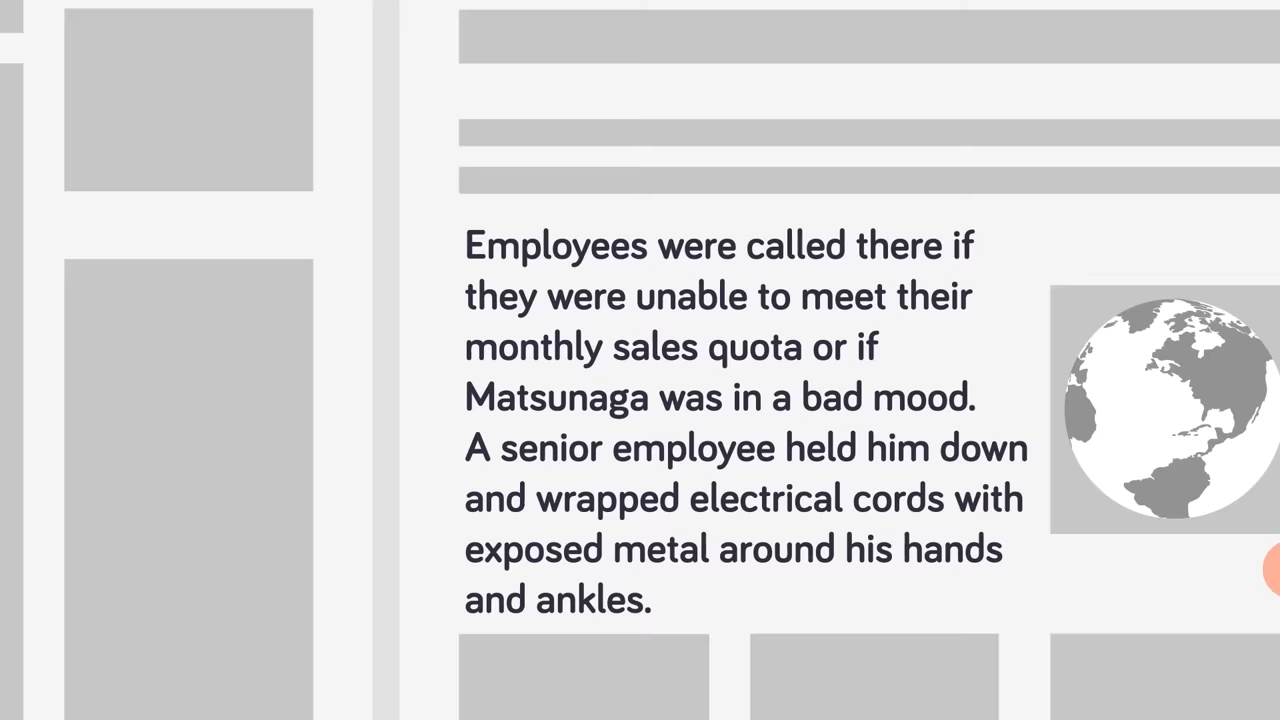 Employees were called there if
they were unable to meet their
monthly sales quota or if
Matsunaga was in a bad mood.
A senior employee held him down
and wrapped electrical cords with
exposed metal around his hands
and ankles.